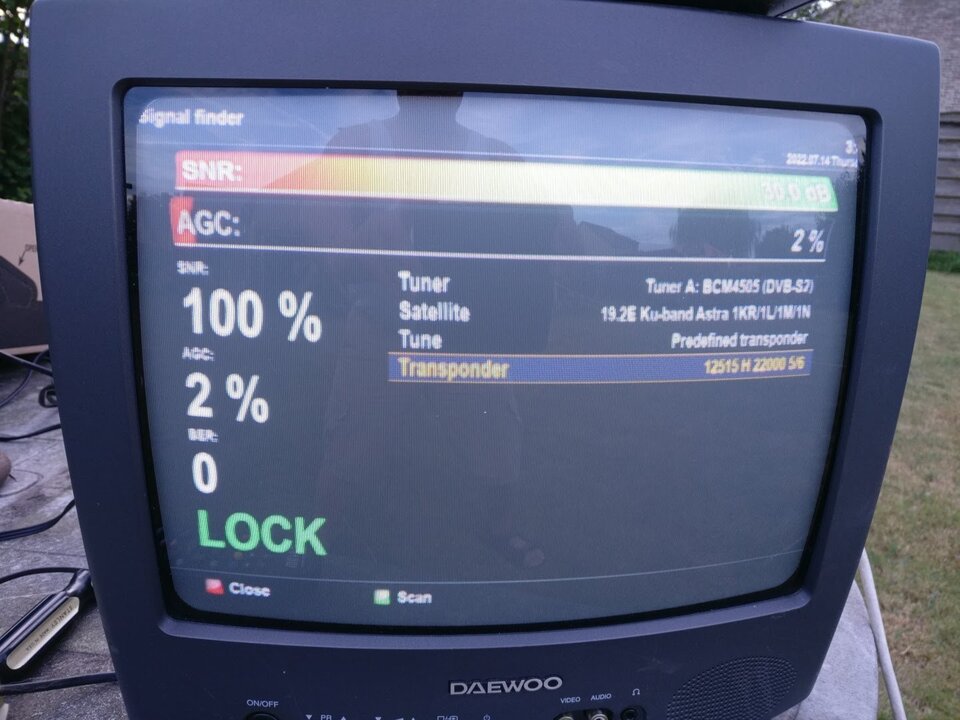 Signal finder
2022.07.14
SNR: 30.0 dB
AGC: 2 %
SNR:
100 %
AGC:
2 %
BER:
0
LOCK
Tuner Tuner A: BCM4505 (DVB-S2)
Satellite 19.2E Ku-band Astra 1KR/1L/1M/1N
Tune Predefined transponder
Transponder 12515 H 22000 5/6
Close Scan
DAEWOO
ON/OFF
PR
VIDEO AUDIO